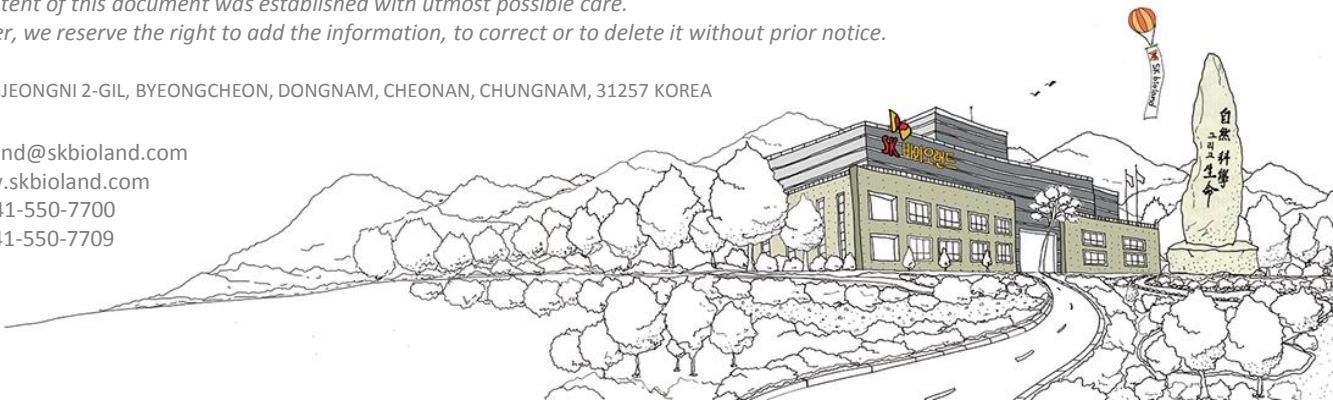 tent of this document was established with utmost possible care.
er, we reserve the right to add the information, to correct or to delete it without prior notice.
JEONGNI 2-GIL, BYEONGCHEON, DONGNAM, CHEONAN, CHUNGNAM, 31257 KOREA
nd@skbioland.com
.skbioland.com
41-550-7700
41-550-7709
SK bioland
SK 바이오랜드
自然 科學
그리고
生命